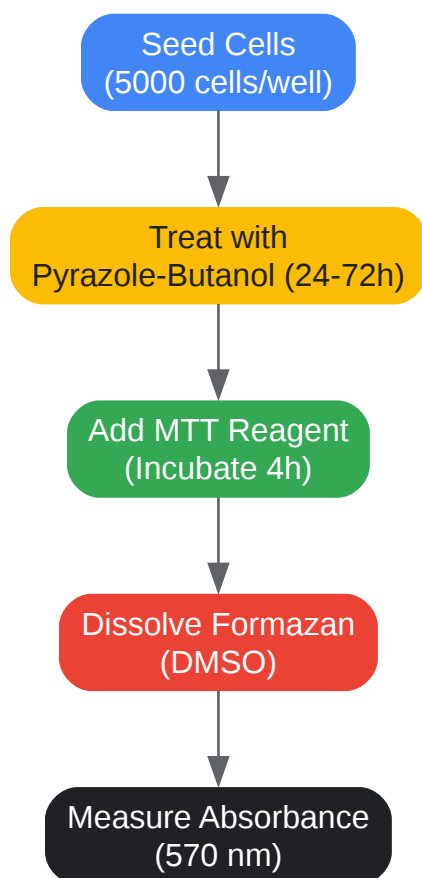 Seed Cells
(5000 cells/well)
Treat with
Pyrazole-Butanol (24-72h)
Add MTT Reagent
(Incubate 4h)
Dissolve Formazan
(DMSO)
Measure Absorbance
(570 nm)